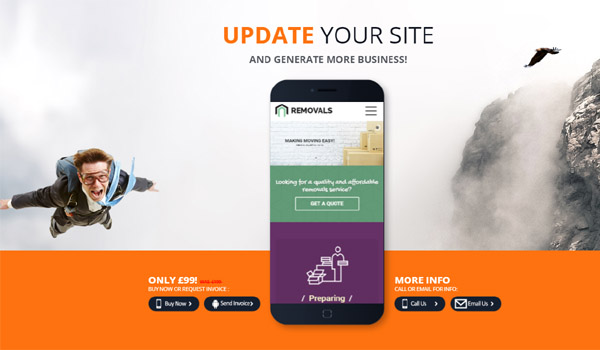 UPDATE YOUR SITE
AND GENERATE MORE BUSINESS!
REMOVALS
MAKING MOVING EASY!
Looking for a quality and affordable
removals service?
GET A QUOTE
/ Preparing \
ONLY £99!
BUY NOW OR REQUEST INVOICE :
Buy Now
Send Invoice
MORE INFO
CALL OR EMAIL FOR INFO:
Call Us
Email Us